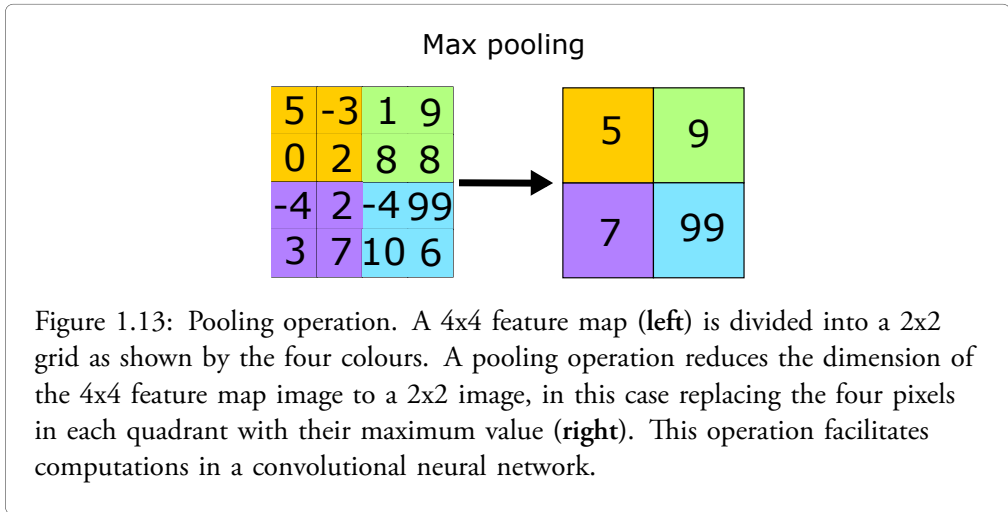 Max pooling
5 -3 1 9
0 2 8 8
-4 2 -4 99
3 7 10 6
5 9
7 99
Figure 1.13: Pooling operation. A 4x4 feature map (left) is divided into a 2x2
grid as shown by the four colours. A pooling operation reduces the dimension of
the 4x4 feature map image to a 2x2 image, in this case replacing the four pixels
in each quadrant with their maximum value (right). This operation facilitates
computations in a convolutional neural network.